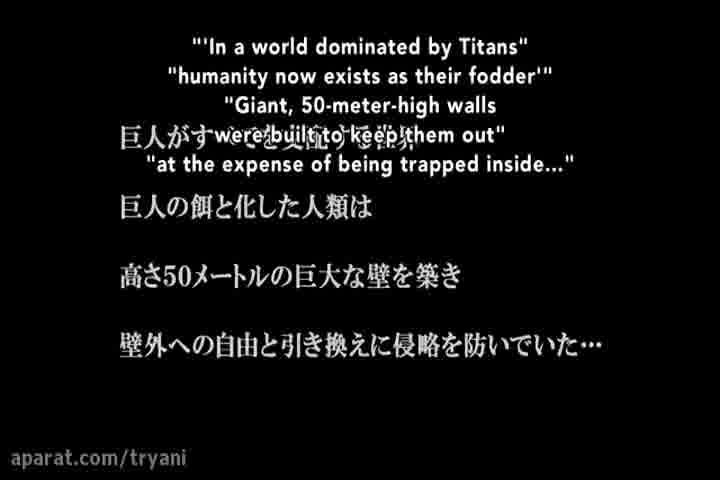 "'In a world dominated by Titans"
"humanity now exists as their fodder'"
"Giant, 50-meter-high walls
were built to keep them out"
"at the expense of being trapped inside..."
巨人がす
巨人の餌と化した人類は
高さ50メートルの巨大な壁を築き
壁外への自由と引き換えに侵略を防いでいた…
aparat.com/tryani